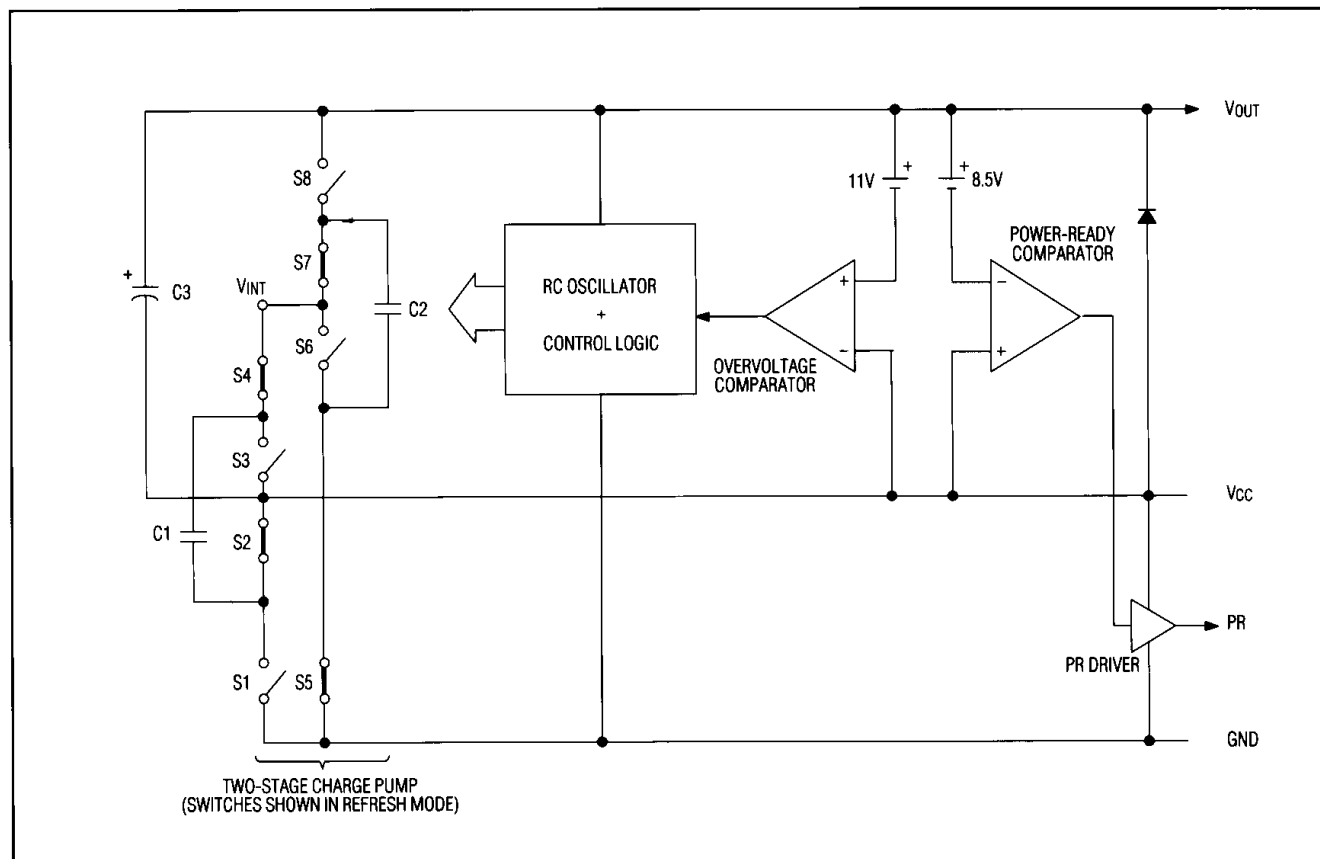 VOUT
S8
11V
+
+
8.5V
POWER-READY
COMPARATOR
S7
+
C3
VINT
RC OSCILLATOR
+
CONTROL LOGIC
C2
+
−
−
+
S6
OVERVOLTAGE
COMPARATOR
S4
S3
VCC
C1
S2
PR
PR DRIVER
S1
S5
GND
TWO-STAGE CHARGE PUMP
(SWITCHES SHOWN IN REFRESH MODE)